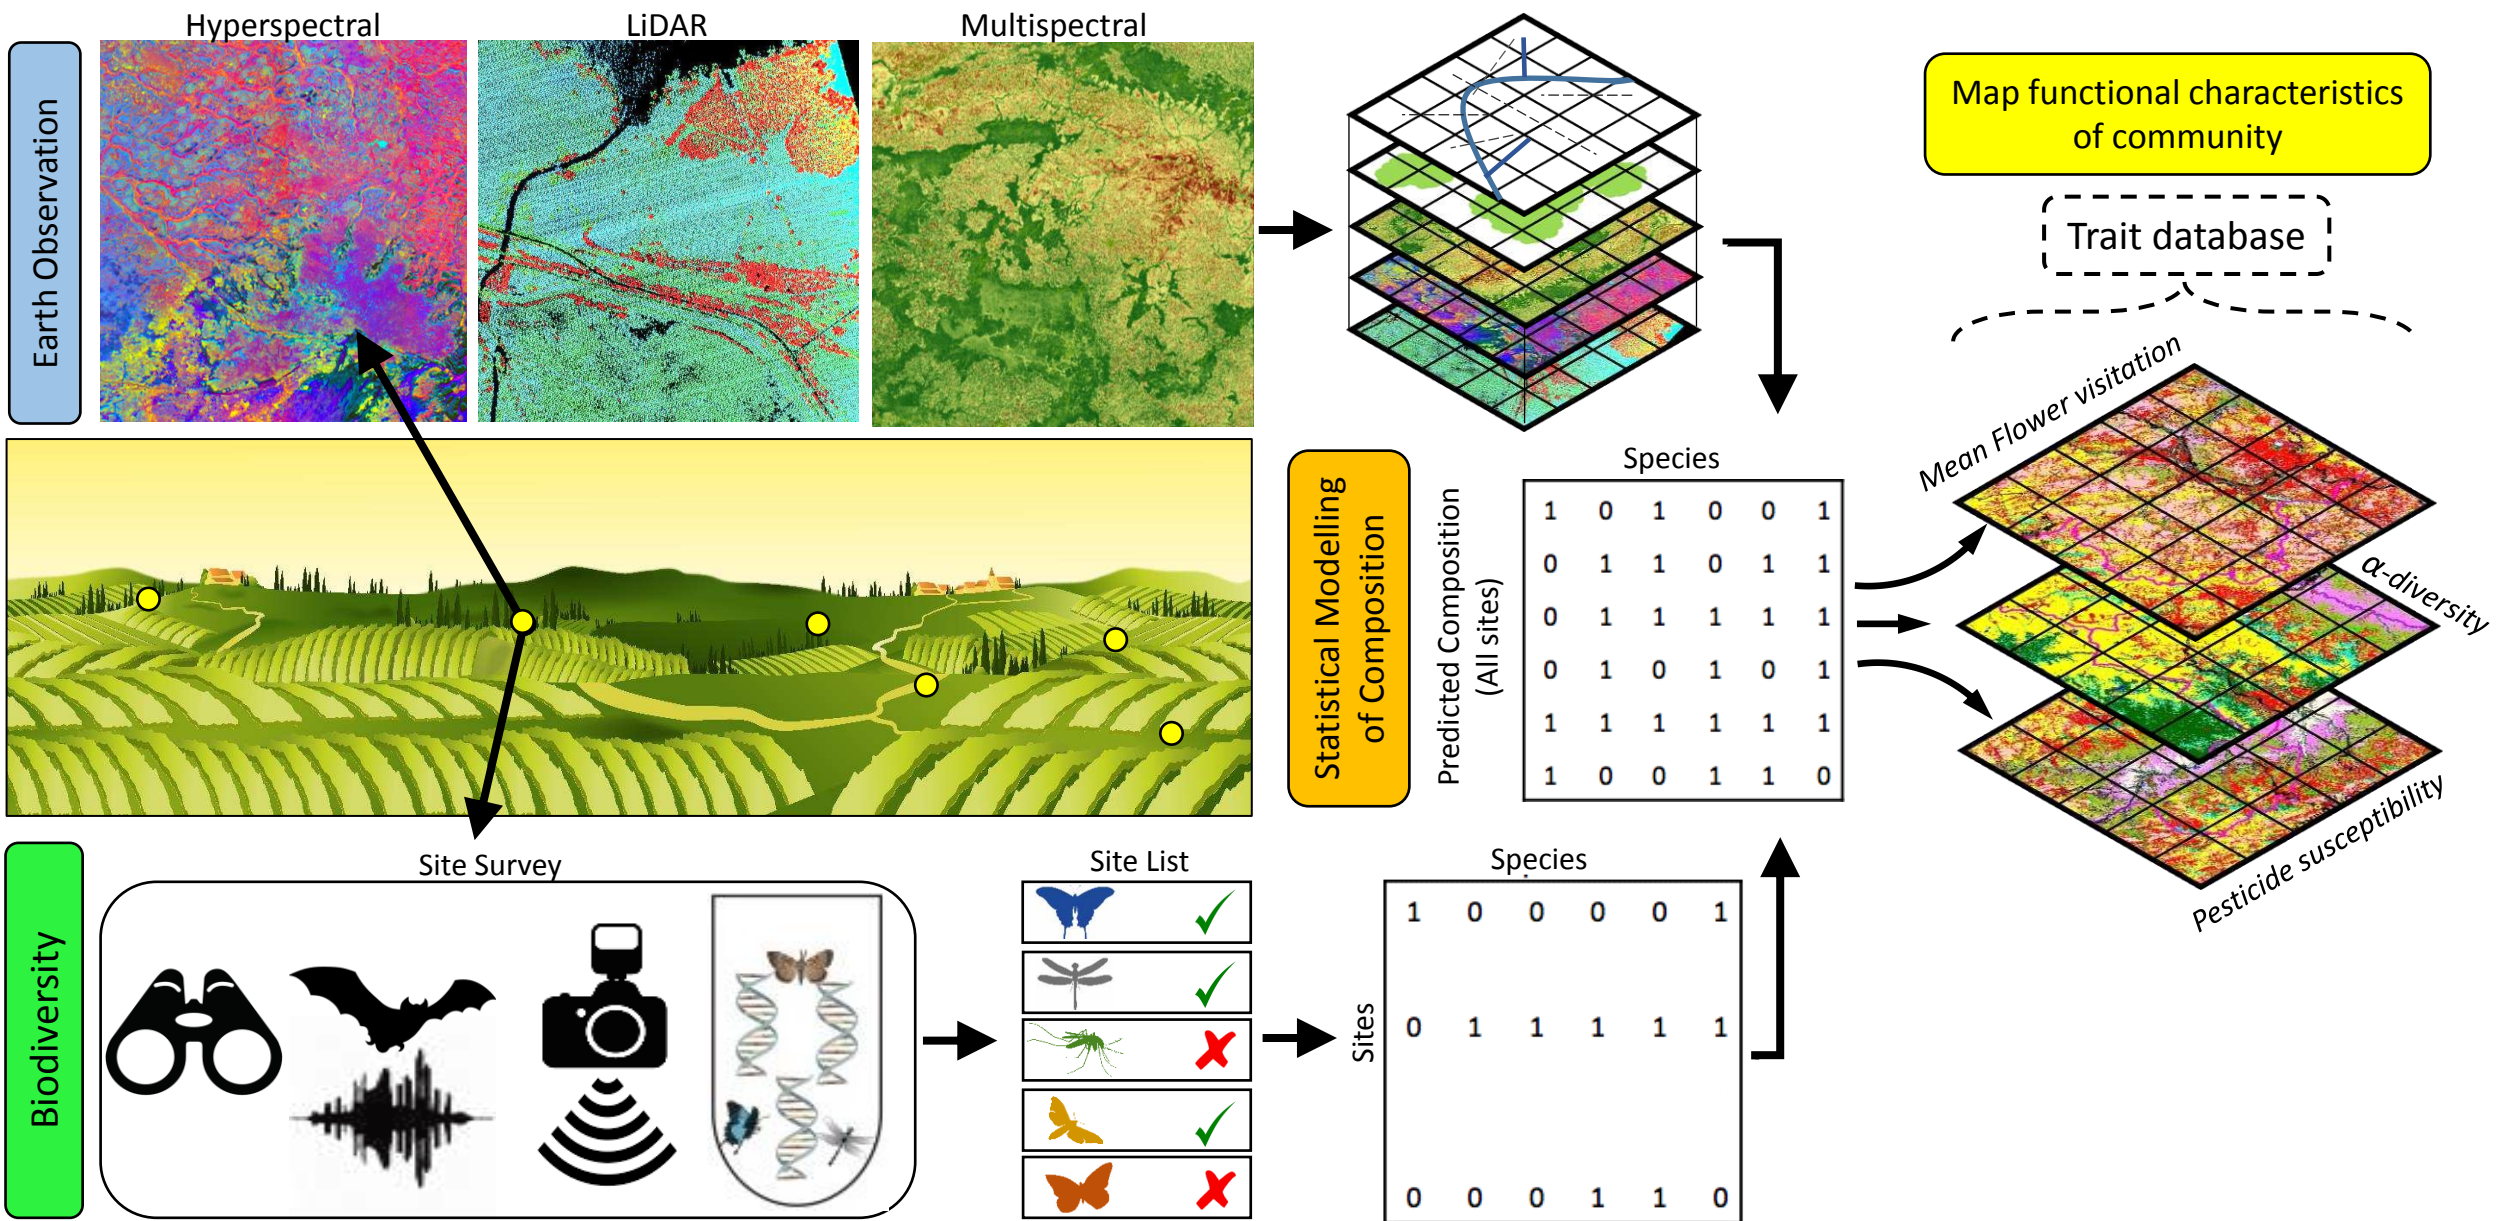 Hyperspectral
LiDAR
Multispectral
Earth Observation
Map functional characteristics
of community
Trait database
Mean Flower visitation
α-diversity
Pesticide susceptibility
Statistical Modelling
of Composition
Species
Predicted Composition
(All sites)
1 0 1 0 0 1
0 1 1 0 1 1
0 1 1 1 1 1
0 1 0 1 0 1
1 1 1 1 1 1
1 0 0 1 1 0
Biodiversity
Site Survey
Site List
Species
Sites
1 0 0 0 0 1
0 1 1 1 1 1
0 0 0 1 1 0